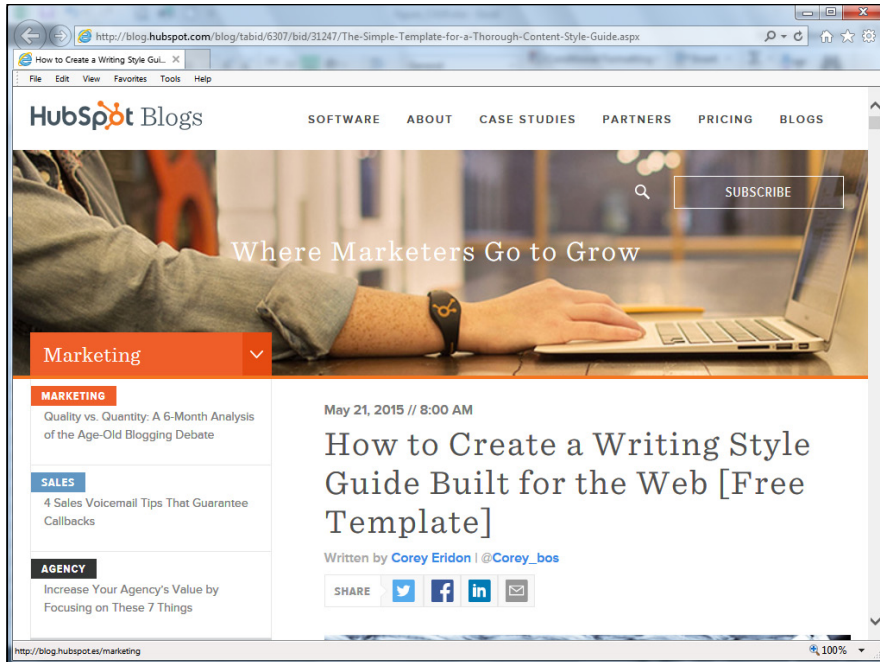 http://blog.hubspot.com/blog/tabid/6307/bid/31247/The-Simple-Template-for-a-Thorough-Content-Style-Guide.aspx
How to Create a Writing Style Gui...
File Edit View Favorites Tools Help
HubSpot Blogs
SOFTWARE ABOUT CASE STUDIES PARTNERS PRICING BLOGS
SUBSCRIBE
Where Marketers Go to Grow
Marketing
MARKETING
Quality vs. Quantity: A 6-Month Analysis
of the Age-Old Blogging Debate
SALES
4 Sales Voicemail Tips That Guarantee
Callbacks
AGENCY
Increase Your Agency's Value by
Focusing on These 7 Things
May 21, 2015 // 8:00 AM
How to Create a Writing Style
Guide Built for the Web [Free
Template]
Written by Corey Eridon | @Corey_bos
SHARE
http://blog.hubspot.es/marketing
100%